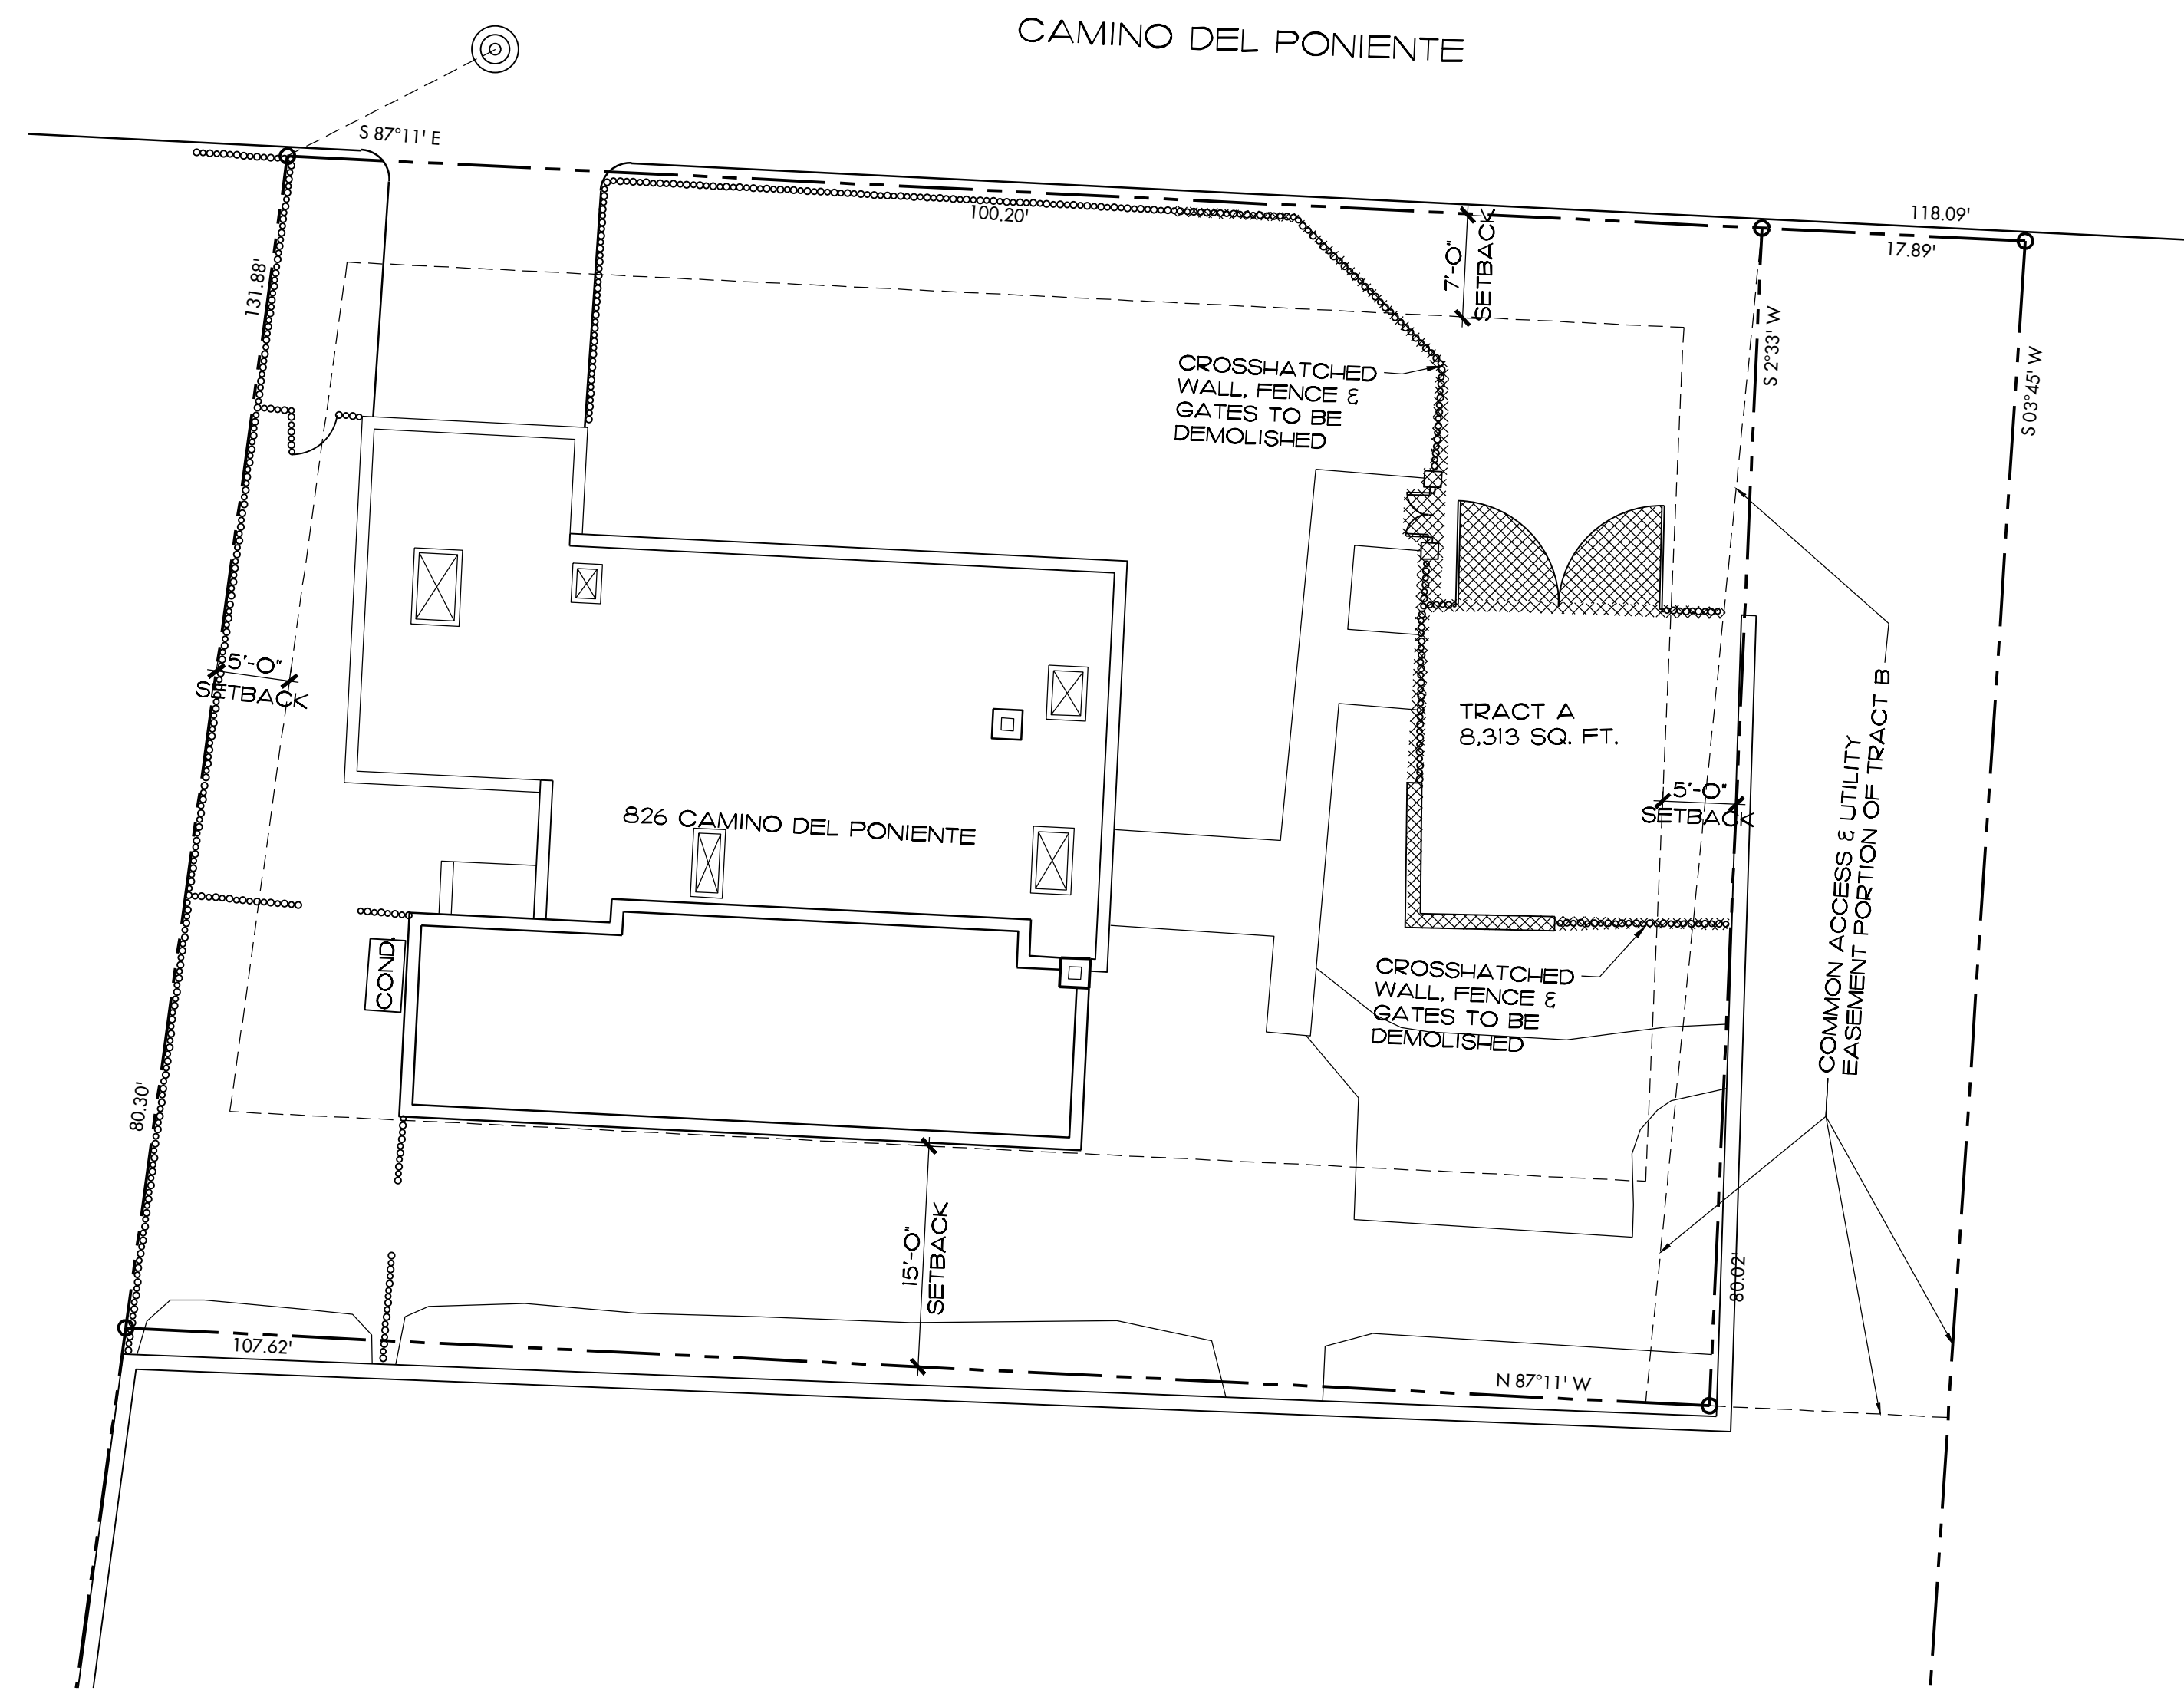 CAMINO DEL PONIENTE
S 87°11' E
118.09'
100.20'
17.89'
7'-0"
SETBACK
131.88'
S 2°33' W
S 03°45' W
CROSSHATCHED
WALL, FENCE &
GATES TO BE
DEMOLISHED
5'-0"
SETBACK
TRACT A
8,313 SQ. FT.
5'-0"
SETBACK
826 CAMINO DEL PONIENTE
COMMON ACCESS & UTILITY
EASEMENT PORTION OF TRACT B
COND.
CROSSHATCHED
WALL, FENCE &
GATES TO BE
DEMOLISHED
80.30'
15'-0"
SETBACK
80.02'
107.62'
N 87°11' W